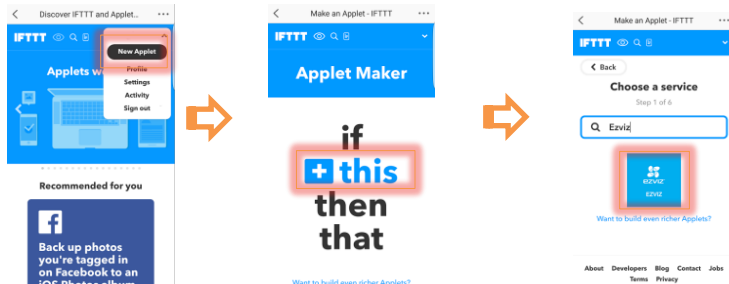 Discover IFTTT and Applet..
IFTTT
New Applet
Profile
Settings
Activity
Sign out
Applets w
Recommended for you
Back up photos
you're tagged in
on Facebook to an
iOS Photos album
Make an Applet - IFTTT
IFTTT
Applet Maker
if
this
then
that
Want to build even richer Applets?
Make an Applet - IFTTT
IFTTT
Back
Choose a service
Step 1 of 6
Ezviz
ezviz
EZVIZ
Want to build even richer Applets?
About Developers Blog Contact Jobs
Terms Privacy